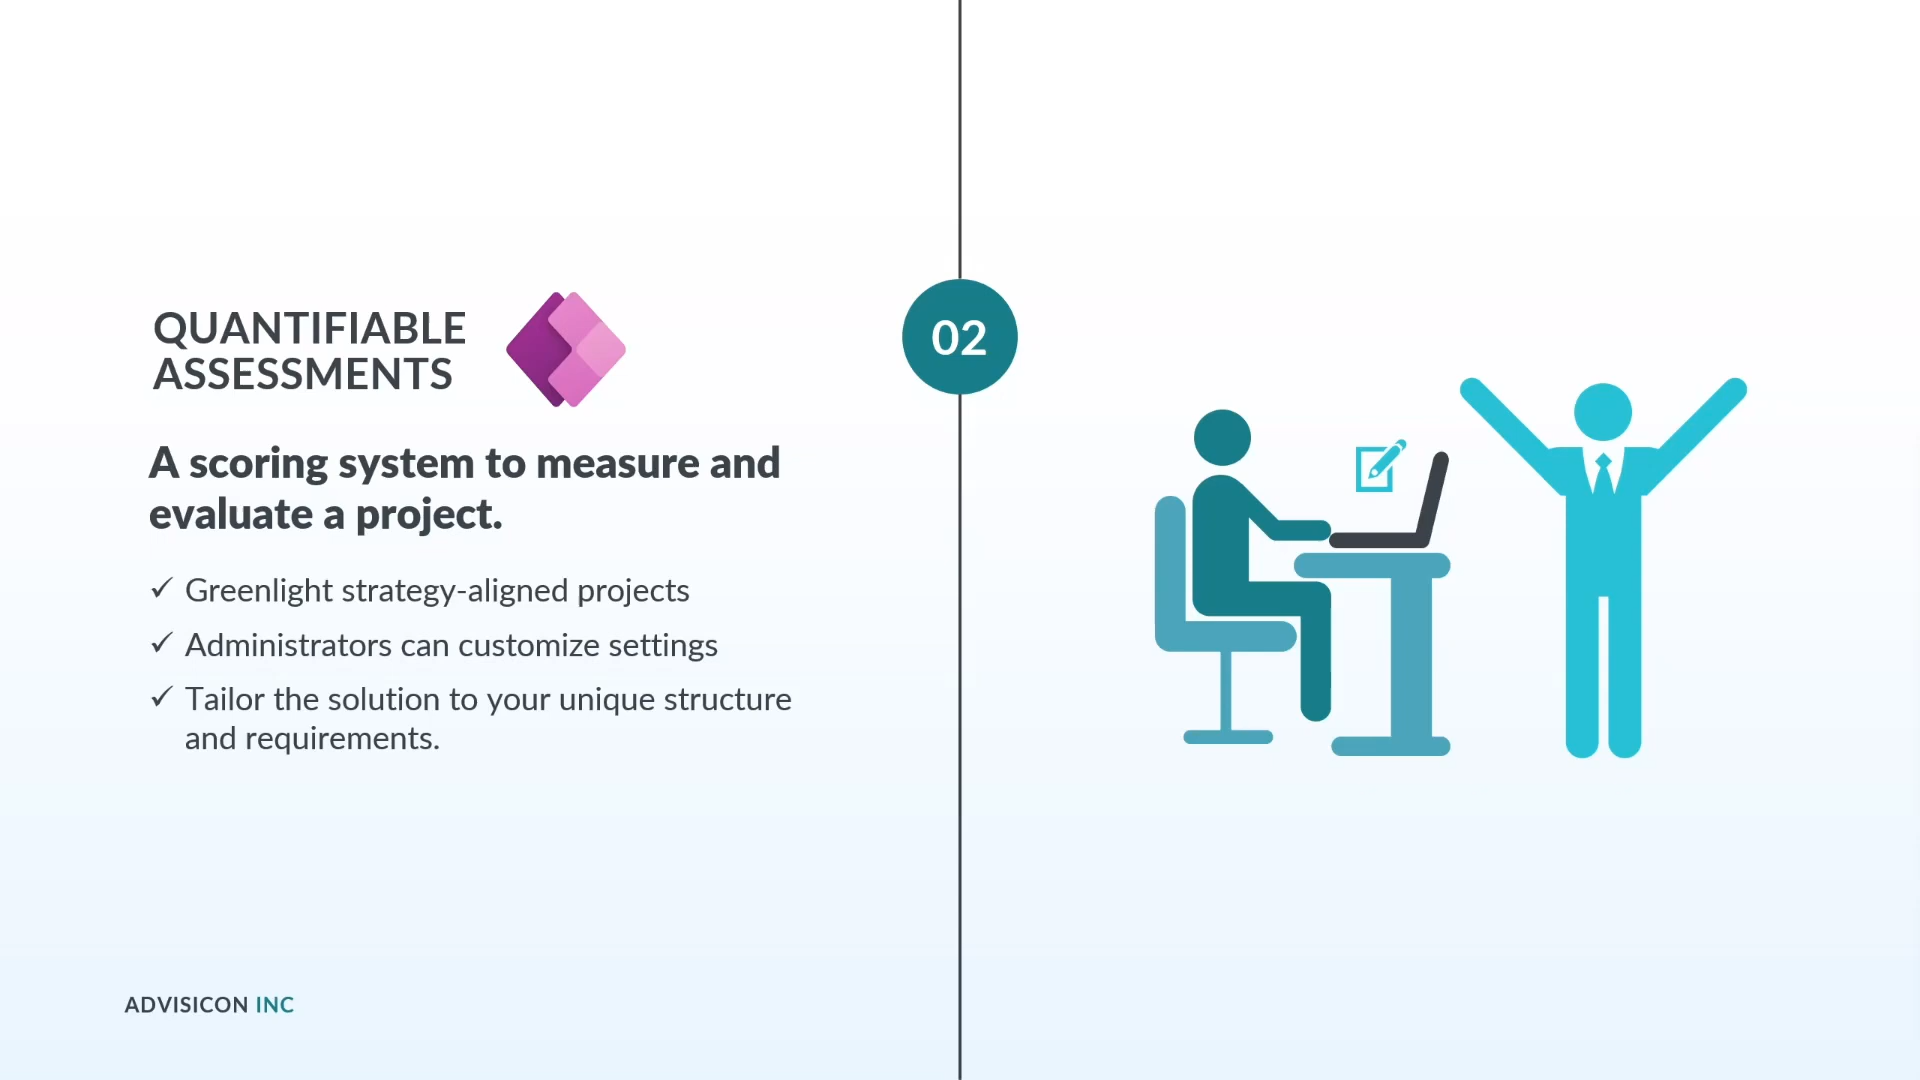 QUANTIFIABLE
ASSESSMENTS
A scoring system to measure and
evaluate a project.
✓ Greenlight strategy-aligned projects
✓ Administrators can customize settings
✓ Tailor the solution to your unique structure
and requirements.
02
ADVISICON INC